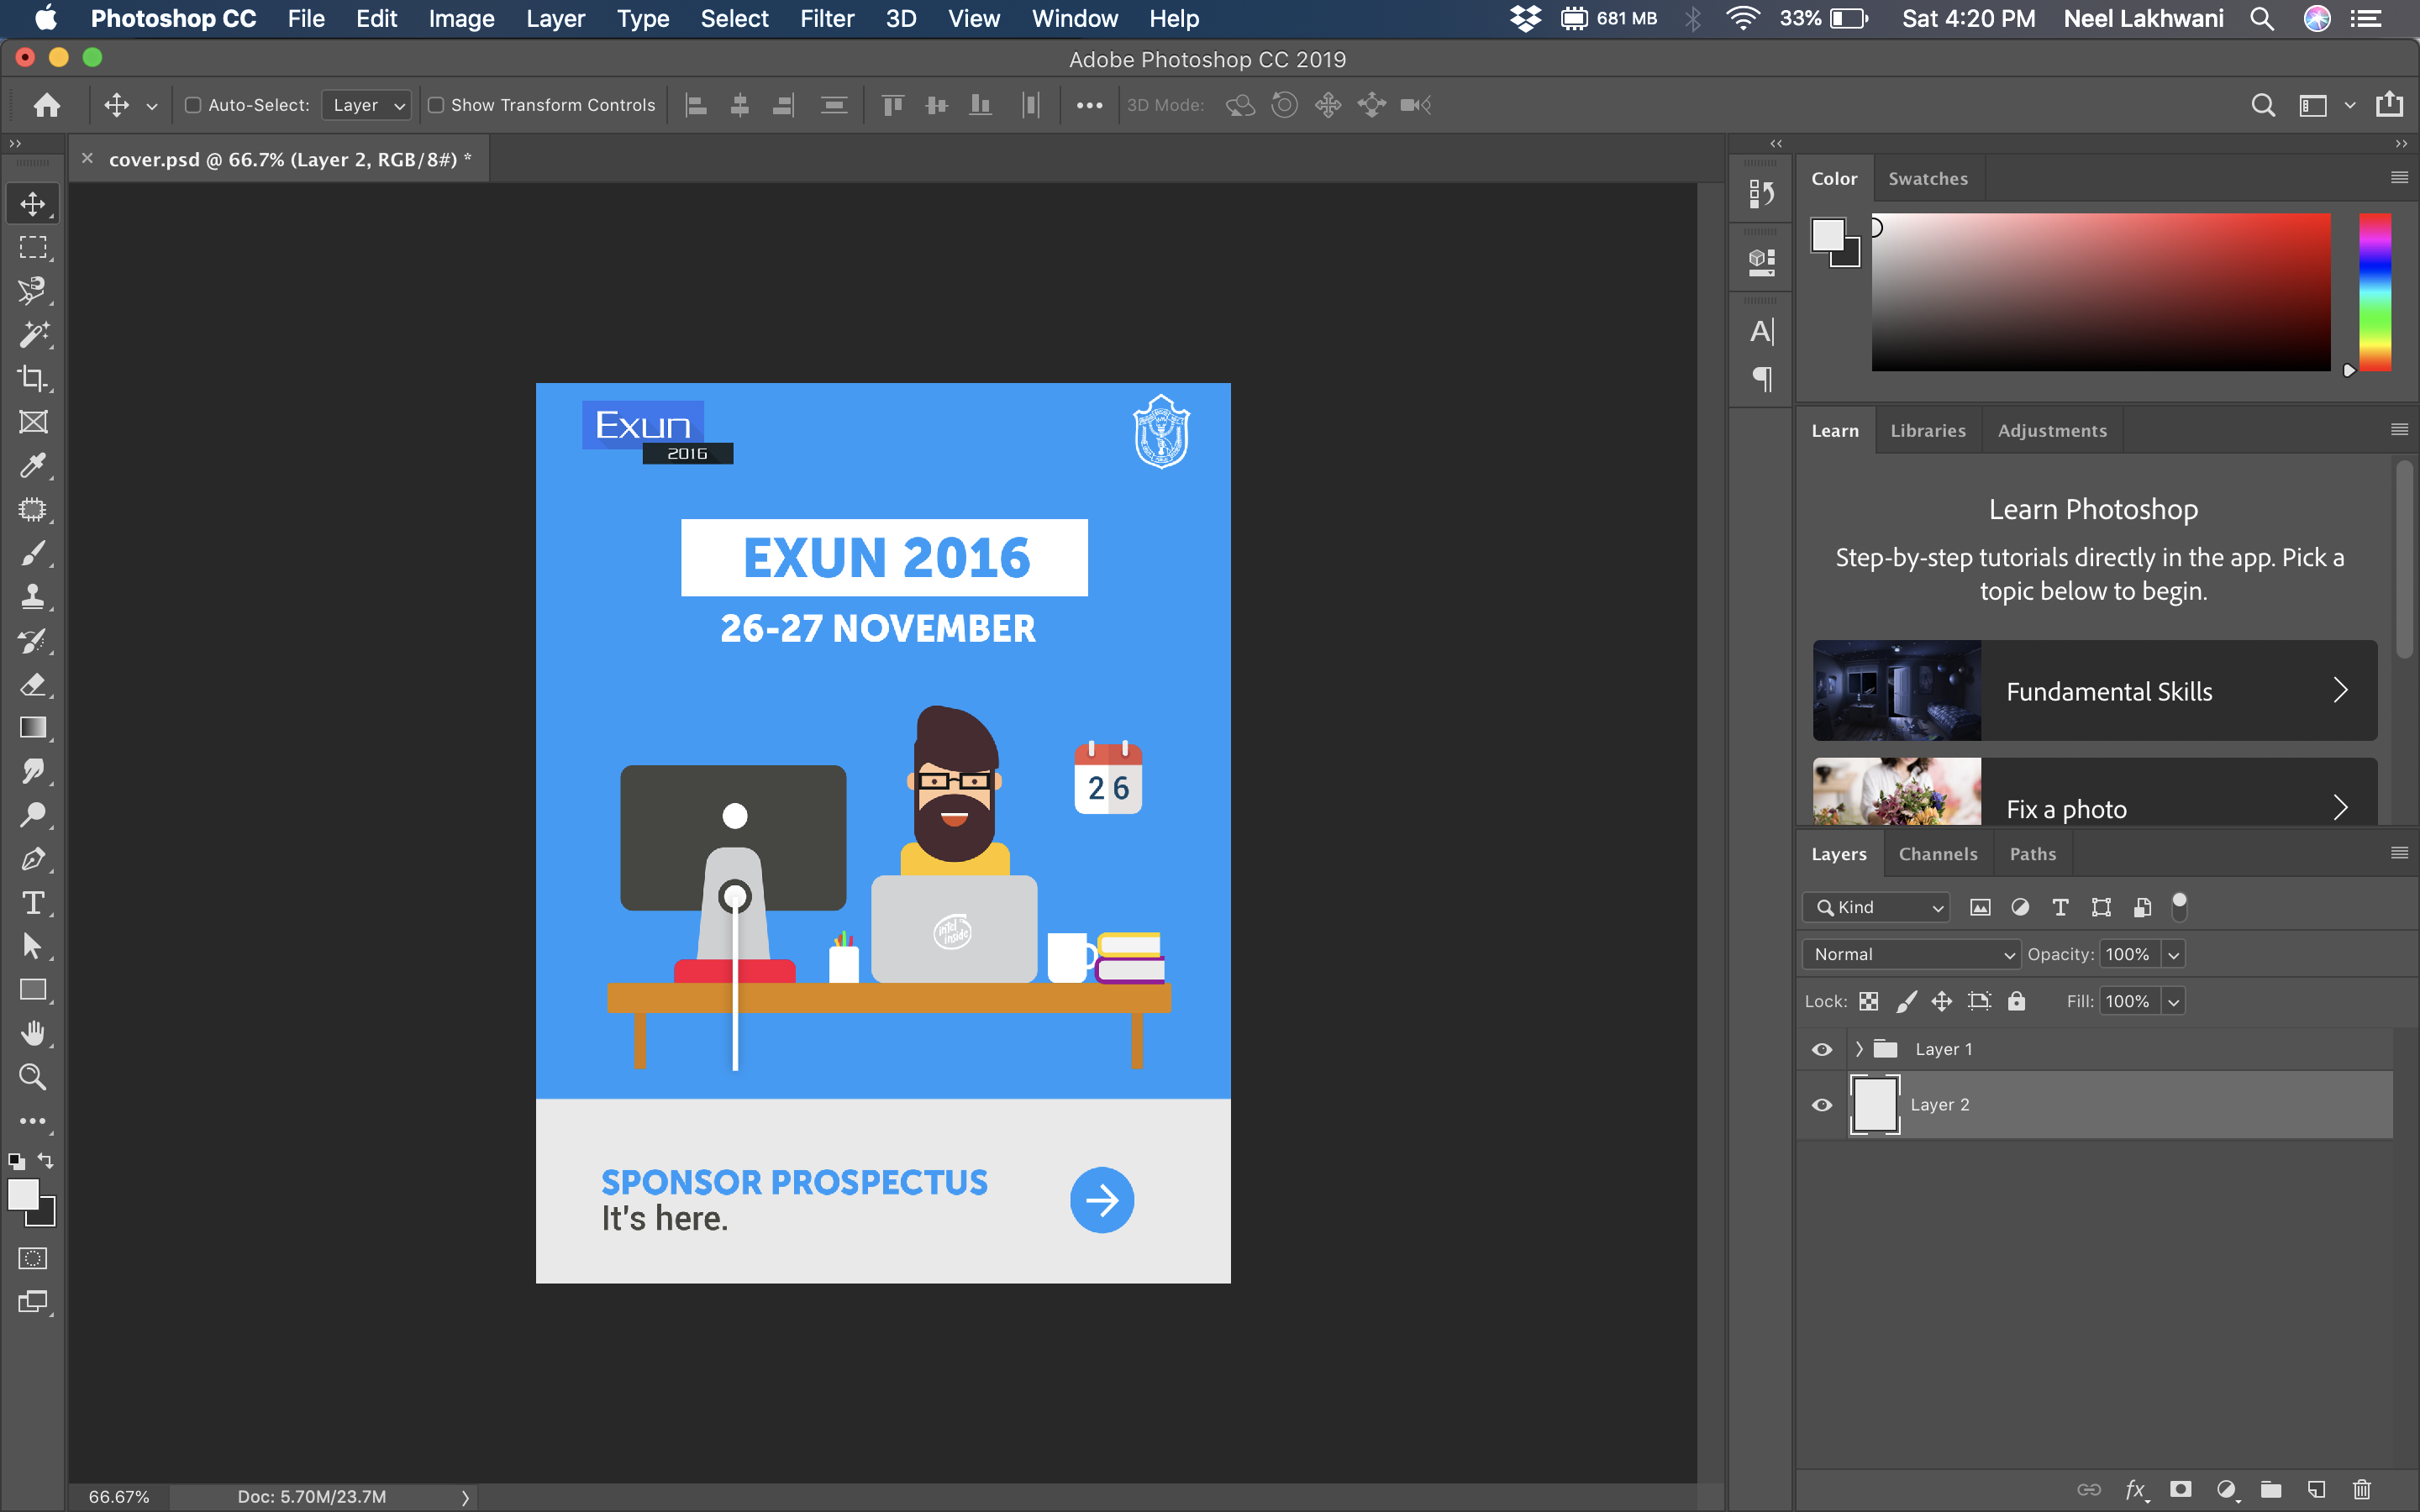 Photoshop CC File Edit Image Layer Type Select Filter 3D View Window Help 681 MB 33% Sat 4:20 PM Neel Lakhwani
Adobe Photoshop CC 2019
Auto-Select: Layer Show Transform Controls 3D Mode:
cover.psd @ 66.7% (Layer 2, RGB/8#) *
Color Swatches
Exun
2016
EXUN 2016
26-27 NOVEMBER
26
intel
inside
SPONSOR PROSPECTUS
It's here.
Learn Libraries Adjustments
Learn Photoshop
Step-by-step tutorials directly in the app. Pick a
topic below to begin.
Fundamental Skills
Fix a photo
Layers Channels Paths
Kind
Normal Opacity: 100%
Lock: Fill: 100%
Layer 1
Layer 2
66.67% Doc: 5.70M/23.7M
fx